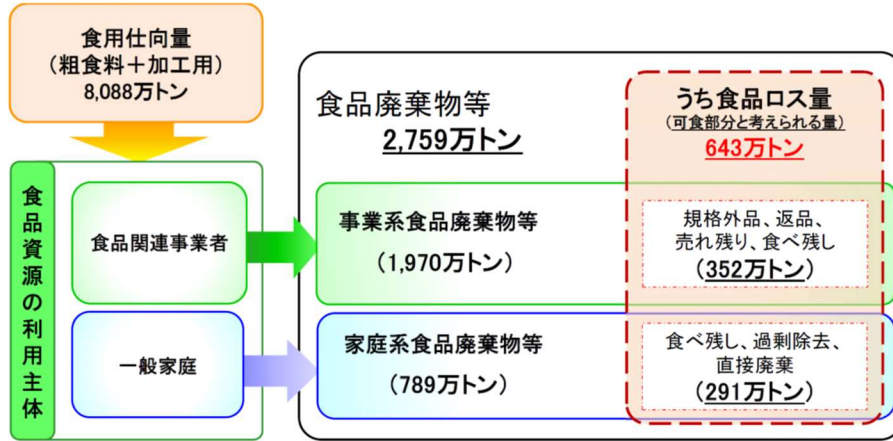 食用仕向量
（粗食料＋加工用）
8,088万トン
食品資源の利用主体
食品関連事業者
一般家庭
食品廃棄物等
2,759万トン
うち食品ロス量
（可食部分と考えられる量）
643万トン
事業系食品廃棄物等
（1,970万トン）
規格外品、返品、
売れ残り、食べ残し
（352万トン）
家庭系食品廃棄物等
（789万トン）
食べ残し、過剰除去、
直接廃棄
（291万トン）